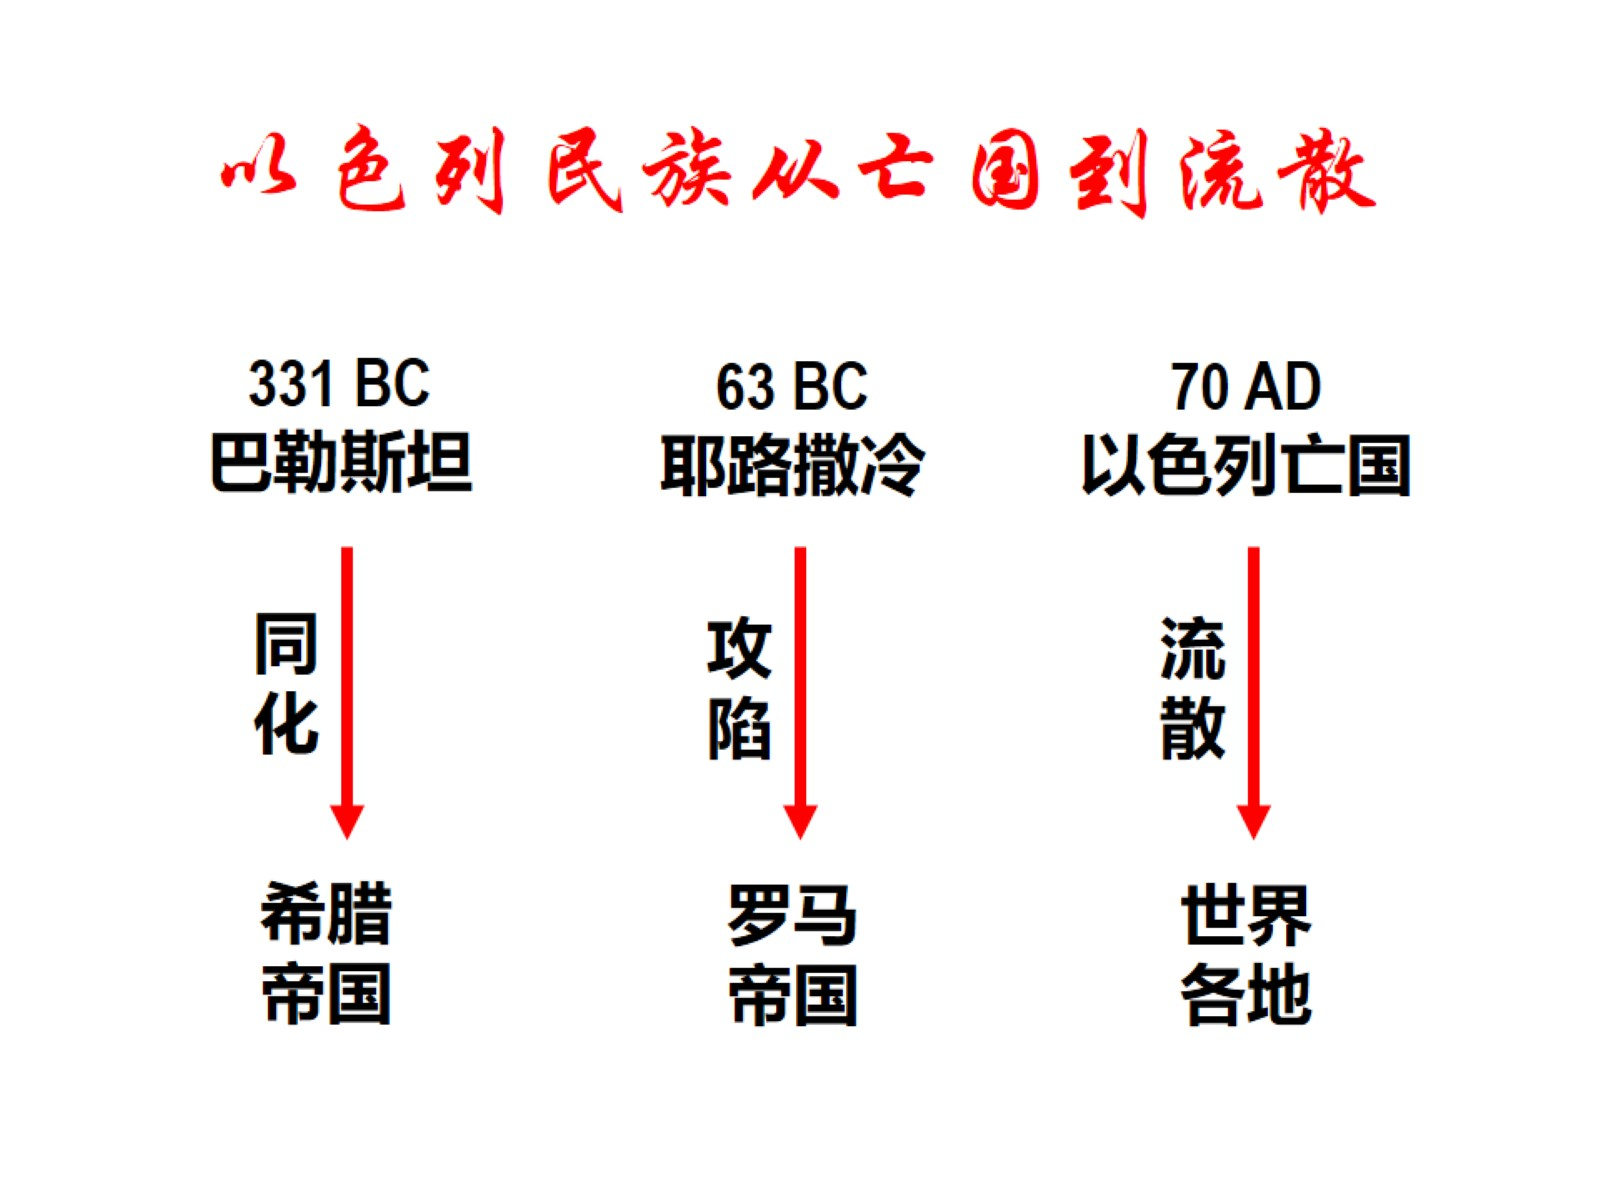 以色列民族从亡国到流散
331 BC
巴勒斯坦
同化
希腊
帝国
63 BC
耶路撒冷
攻陷
罗马
帝国
70 AD
以色列亡国
流散
世界
各地